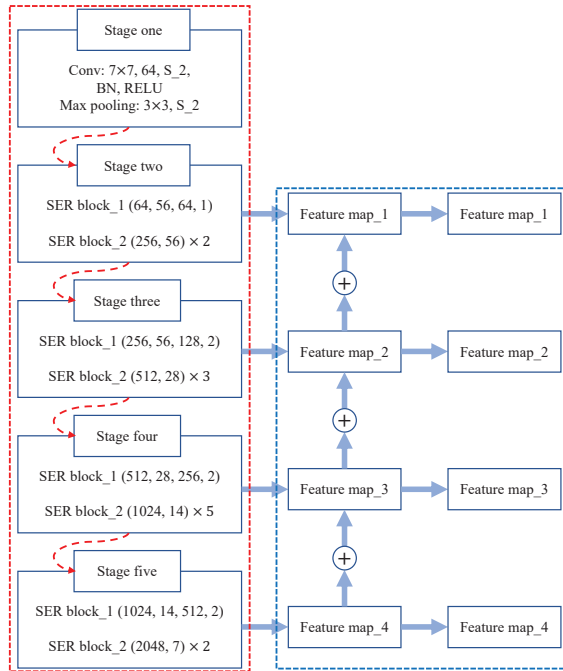 Stage one
Conv: 7×7, 64, S_2,
BN, RELU
Max pooling: 3×3, S_2
Stage two
SER block_1 (64, 56, 64, 1)
SER block_2 (256, 56) × 2
Feature map_1
Feature map_1
+
Stage three
SER block_1 (256, 56, 128, 2)
SER block_2 (512, 28) × 3
Feature map_2
Feature map_2
+
Stage four
SER block_1 (512, 28, 256, 2)
SER block_2 (1024, 14) × 5
Feature map_3
Feature map_3
+
Stage five
SER block_1 (1024, 14, 512, 2)
SER block_2 (2048, 7) × 2
Feature map_4
Feature map_4